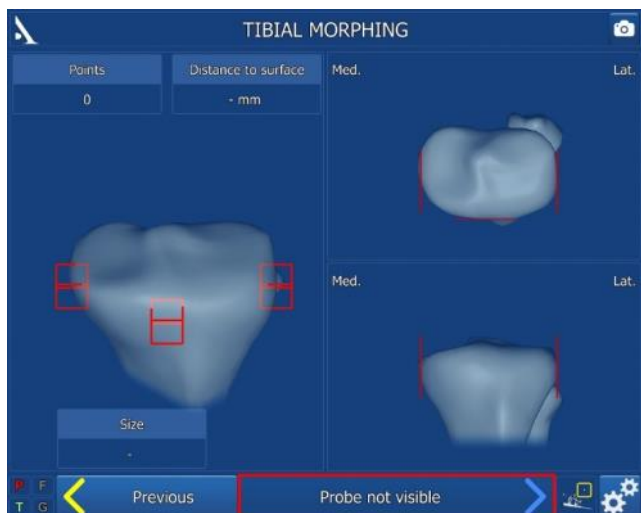 TIBIAL MORPHING
Points
Distance to surface
0
- mm
Med.
Lat.
Med.
Lat.
Size
-
P F
T G
Previous
Probe not visible